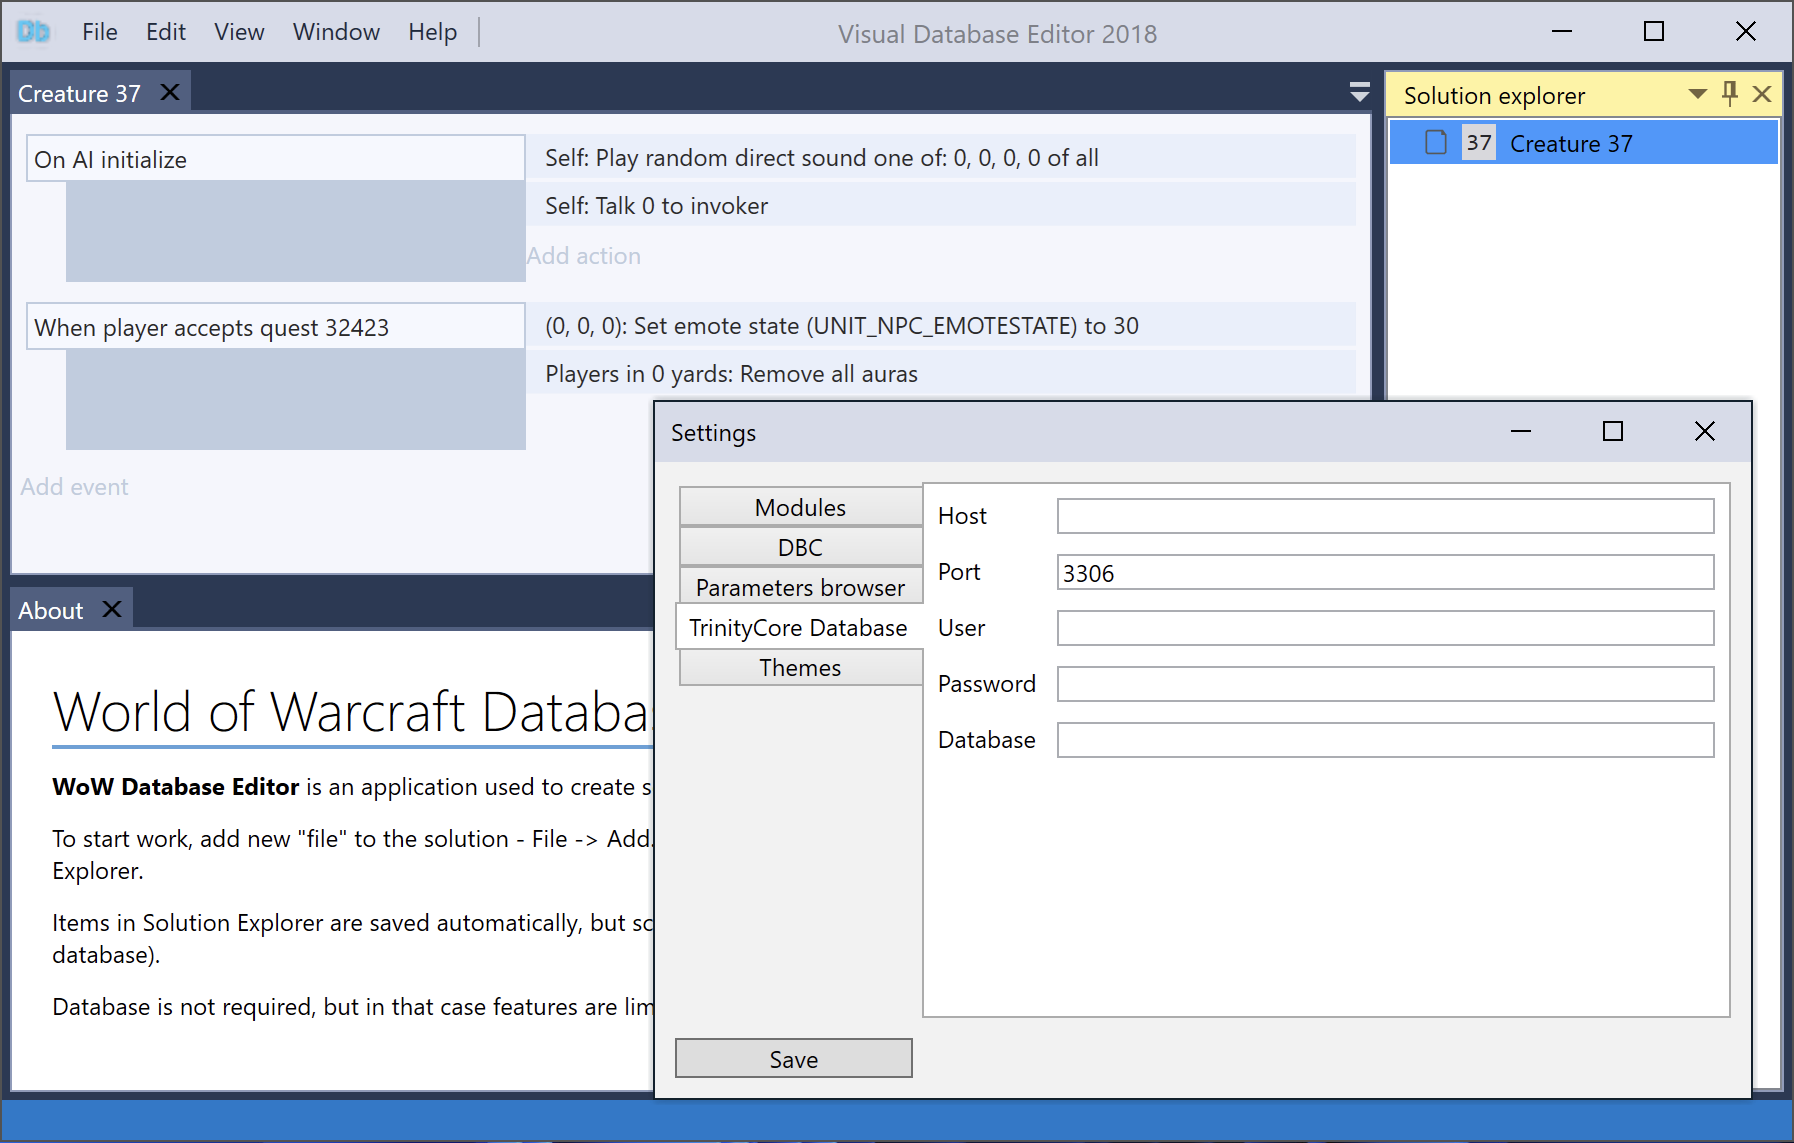 Db File Edit View Window Help
Visual Database Editor 2018
Creature 37
On AI initialize
Self: Play random direct sound one of: 0, 0, 0, 0 of all
Self: Talk 0 to invoker
Add action
When player accepts quest 32423
(0, 0, 0): Set emote state (UNIT_NPC_EMOTESTATE) to 30
Players in 0 yards: Remove all auras
Add event
Solution explorer
37 Creature 37
About
World of Warcraft Databa
WoW Database Editor is an application used to create s
To start work, add new "file" to the solution - File -> Add.
Explorer.
Items in Solution Explorer are saved automatically, but sc
database).
Database is not required, but in that case features are lim
Settings
Modules
DBC
Parameters browser
TrinityCore Database
Themes
Host
Port 3306
User
Password
Database
Save